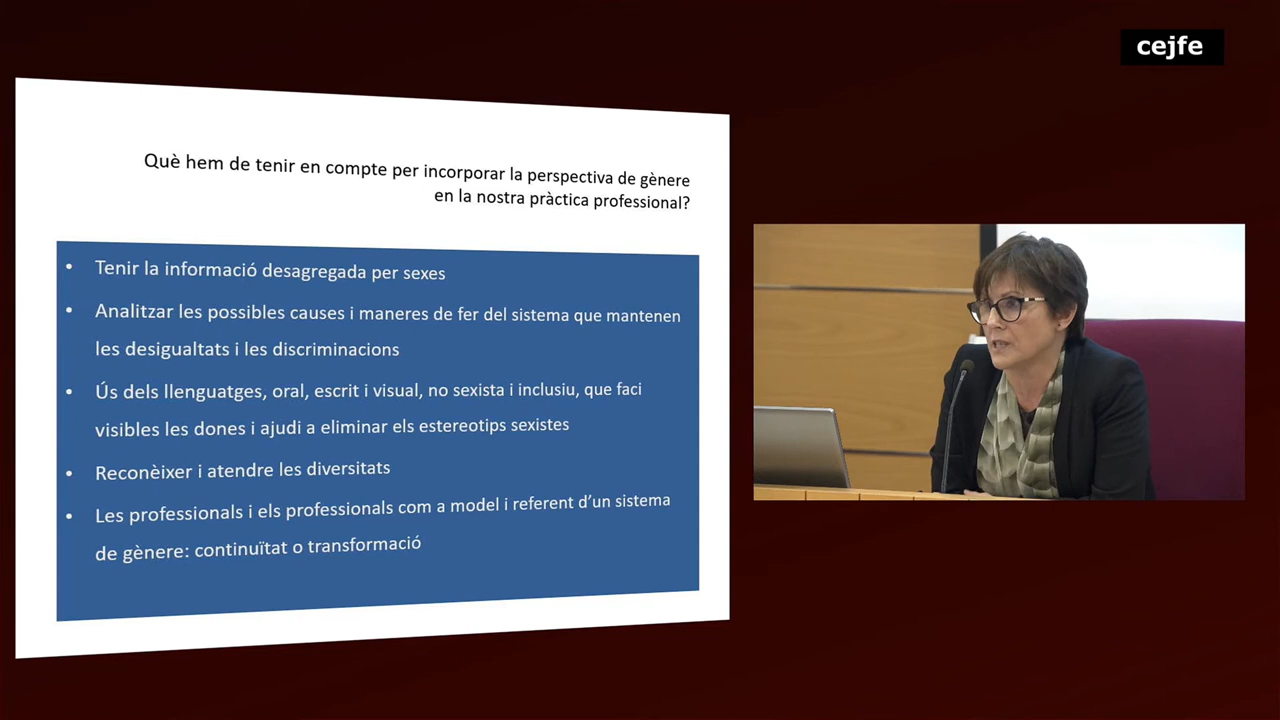 cejfe
Què hem de tenir en compte per incorporar la perspectiva de gènere
en la nostra pràctica professional?
• Tenir la informació desagregada per sexes
• Analitzar les possibles causes i maneres de fer del sistema que mantenen
les desigualtats i les discriminacions
• Ús dels llenguatges, oral, escrit i visual, no sexista i inclusiu, que faci
visibles les dones i ajudi a eliminar els estereotips sexistes
• Reconèixer i atendre les diversitats
• Les professionals i els professionals com a model i referent d’un sistema
de gènere: continuïtat o transformació